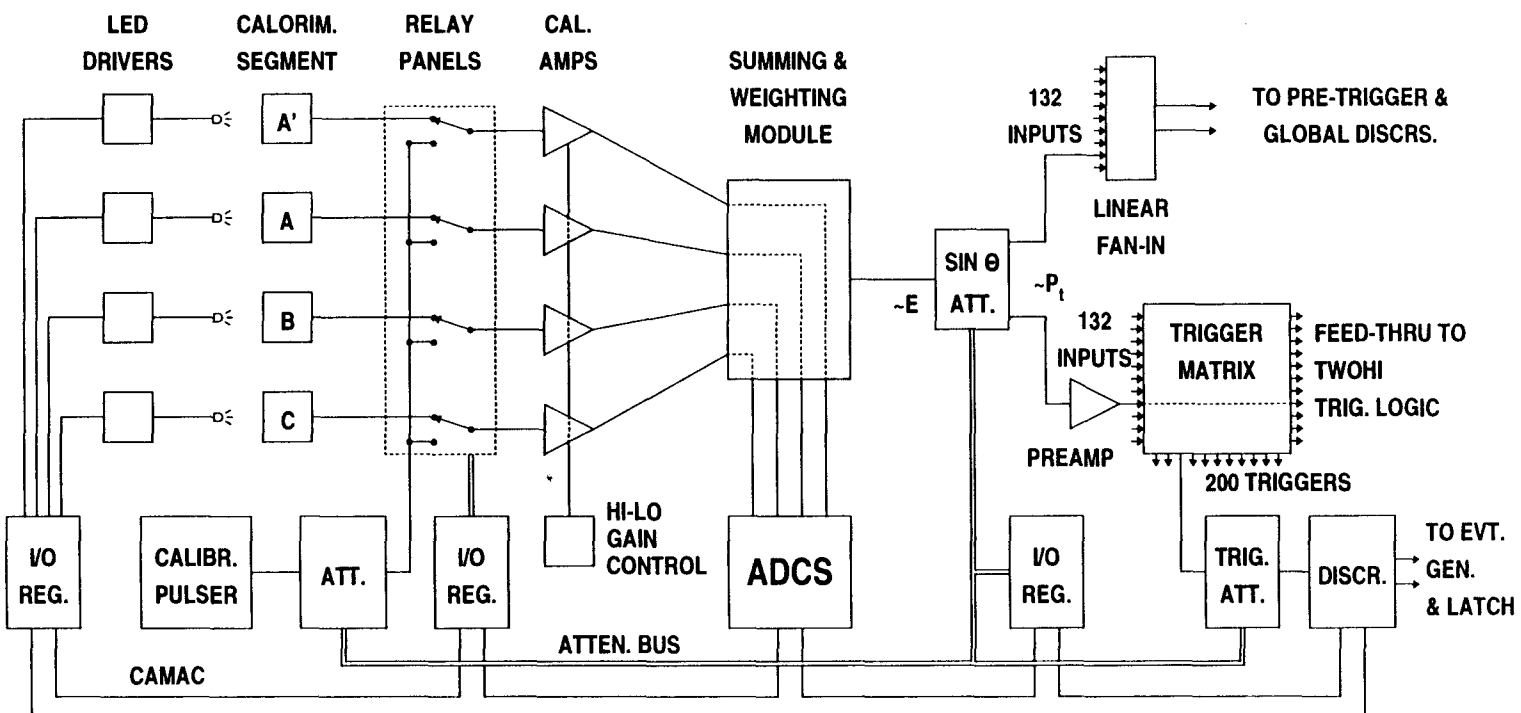 LED
DRIVERS
CALORIM.
SEGMENT
RELAY
PANELS
CAL.
AMPS
SUMMING &
WEIGHTING
MODULE
132
INPUTS
TO PRE-TRIGGER &
GLOBAL DISCRS.
LINEAR
FAN-IN
A'
A
B
C
~E
SIN Θ
ATT.
~Pt
132
INPUTS
PREAMP
TRIGGER
MATRIX
FEED-THRU TO
TWOHI
TRIG. LOGIC
200 TRIGGERS
I/O
REG.
CALIBR.
PULSER
ATT.
I/O
REG.
HI-LO
GAIN
CONTROL
ADCS
I/O
REG.
TRIG.
ATT.
DISCR.
TO EVT.
GEN.
& LATCH
ATTEN. BUS
CAMAC